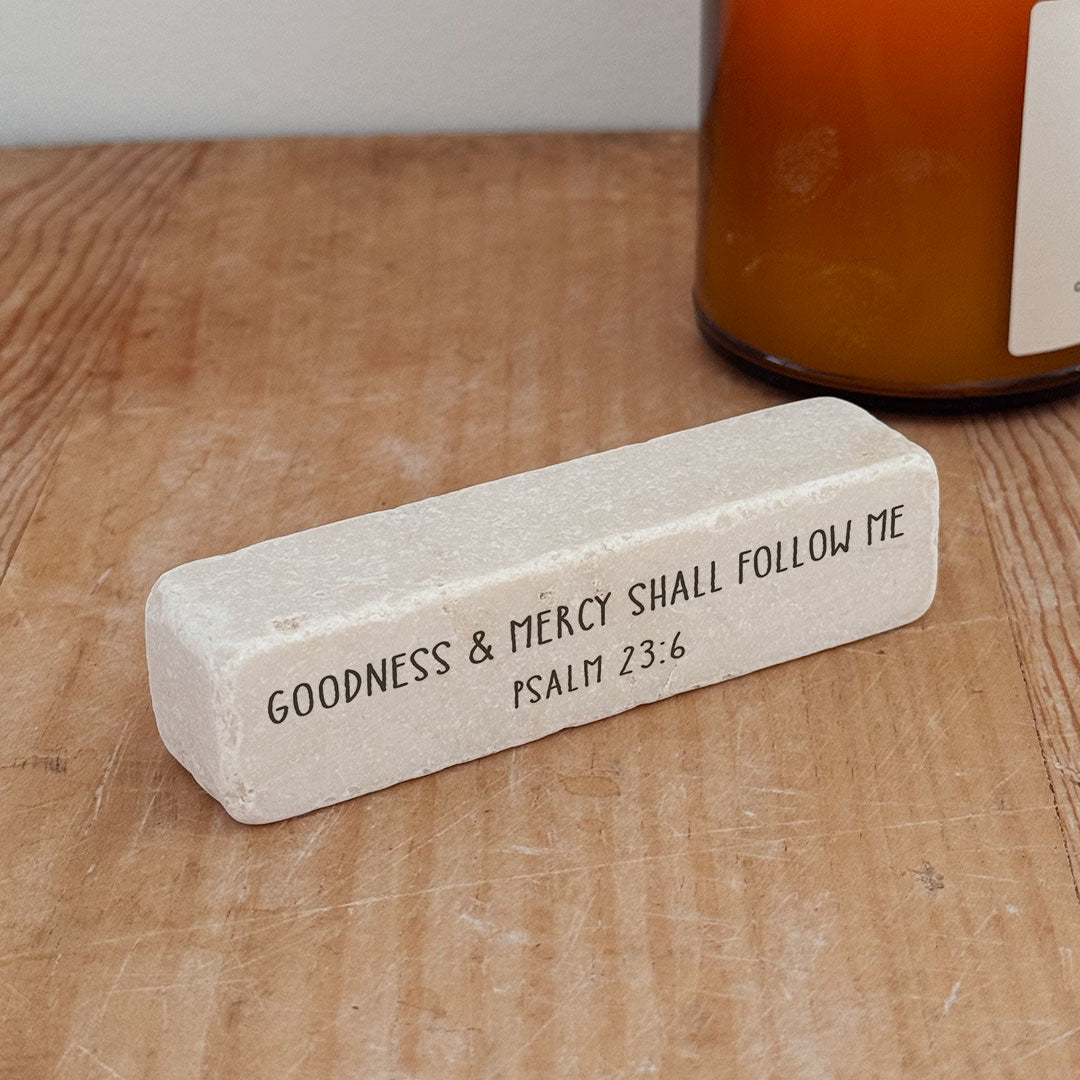 GOODNESS & MERCY SHALL FOLLOW ME
PSALM 23:6